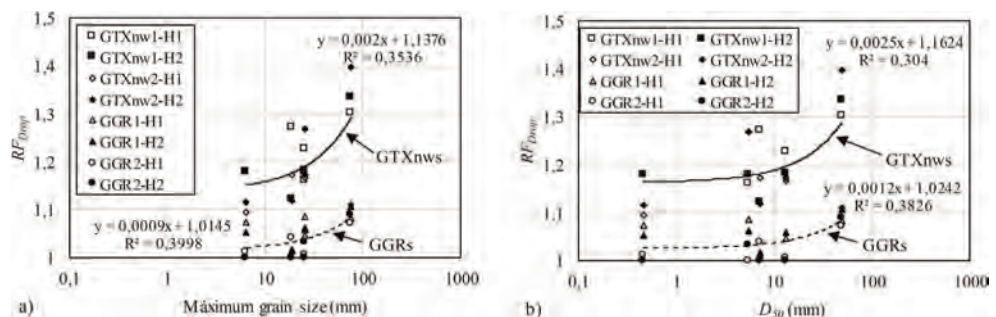 1,5
1,4
1,3
1,2
1,1
1
RF_Drop
GTXnw1-H1
GTXnw1-H2
GTXnw2-H1
GTXnw2-H2
GGR1-H1
GGR1-H2
GGR2-H1
GGR2-H2
y = 0,002x + 1,1376
R² = 0,3536
GTXnws
y = 0,0009x + 1,0145
R² = 0,3998
GGRs
0,1 1 10 100 1000
a) Máximum grain size (mm)
1,5
1,4
1,3
1,2
1,1
1
RF_Drop
GTXnw1-H1 GTXnw1-H2
GTXnw2-H1 GTXnw2-H2
GGR1-H1 GGR1-H2
GGR2-H1 GGR2-H2
y = 0,0025x + 1,1624
R² = 0.304
GTXnws
y = 0,0012x + 1,0242
R² = 0,3826
GGRs
0,1 1 10 100 1000
b) D50 (mm)